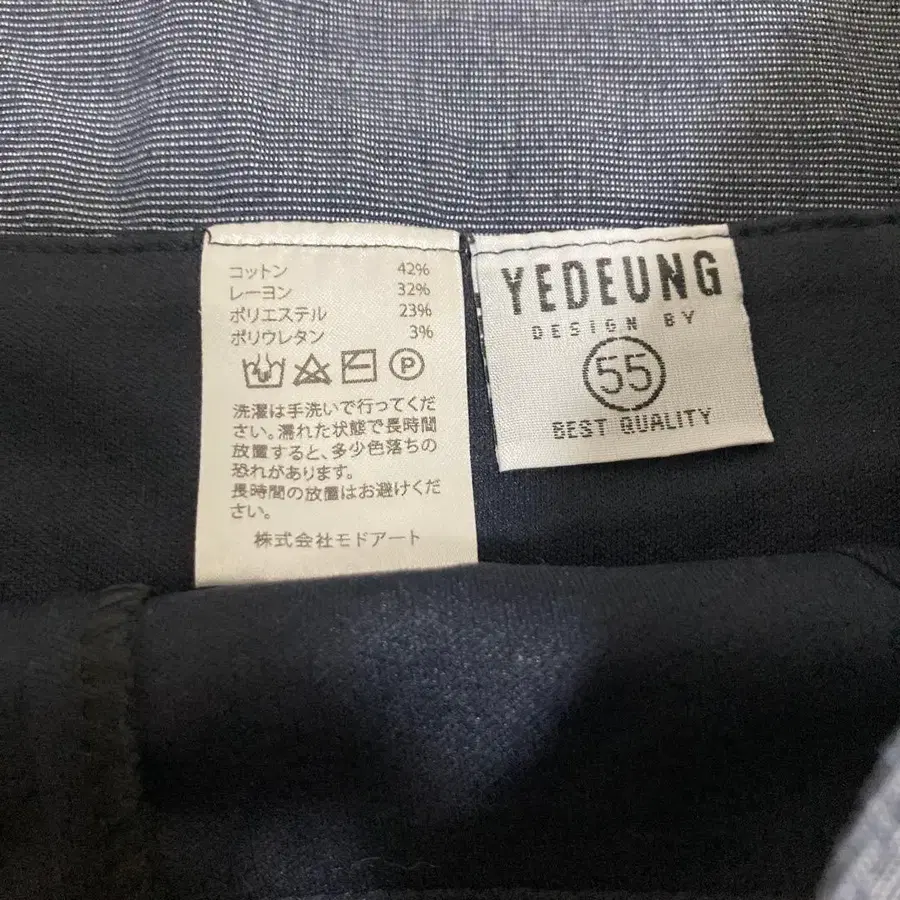 コットン 42%
レーヨン 32%
ポリエステル 23%
ポリウレタン 3%
P
洗濯は手洗いで行ってくだ
さい。濡れた状態で長時間
放置すると、多少色落ちの
恐れがあります。
長時間の放置はお避けくだ
さい。
株式会社モドアート
YEDEUNG
DESIGN BY
55
BEST QUALITY